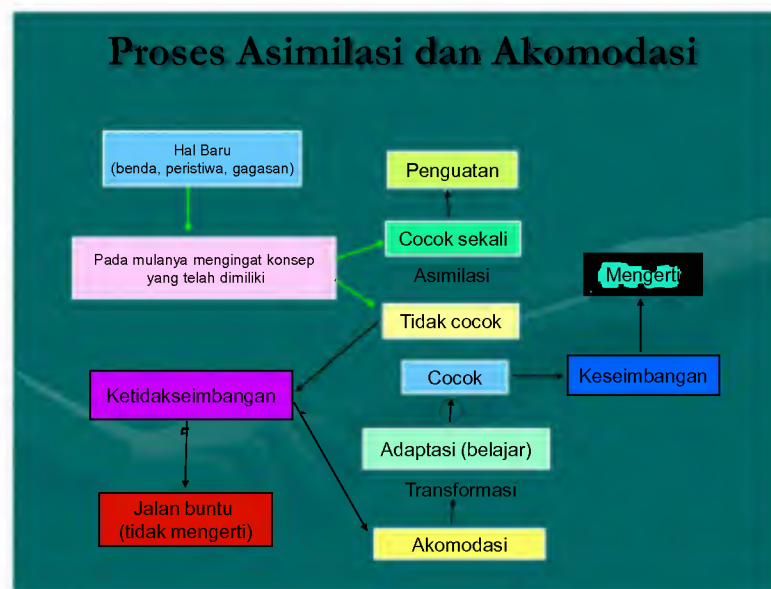 Proses Asimilasi dan Akomodasi
Hal Baru
(benda, peristiwa, gagasan)
Penguatan
Cocok sekali
Pada mulanya mengingat konsep
yang telah dimiliki
Asimilasi
Mengerti
Tidak cocok
Cocok
Keseimbangan
Ketidakseimbangan
Adaptasi (belajar)
Transformasi
Jalan buntu
(tidak mengerti)
Akomodasi